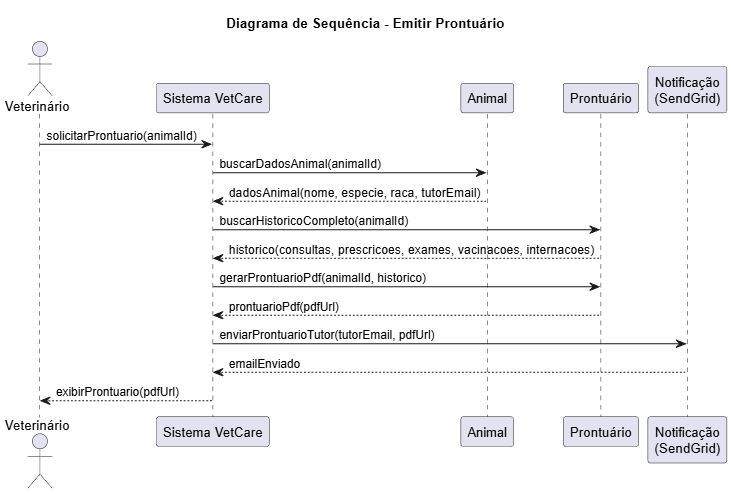 Diagrama de Sequência - Emitir Prontuário
Veterinário
Sistema VetCare
Animal
Prontuário
Notificação
(SendGrid)
solicitarProntuario(animalId)
buscarDadosAnimal(animalId)
dadosAnimal(nome, especie, raca, tutorEmail)
buscarHistoricoCompleto(animalId)
historico(consultas, prescricoes, exames, vacinacoes, internacoes)
gerarProntuarioPdf(animalId, historico)
prontuarioPdf(pdfUrl)
enviarProntuarioTutor(tutorEmail, pdfUrl)
emailEnviado
exibirProntuario(pdfUrl)
Veterinário
Sistema VetCare
Animal
Prontuário
Notificação
(SendGrid)